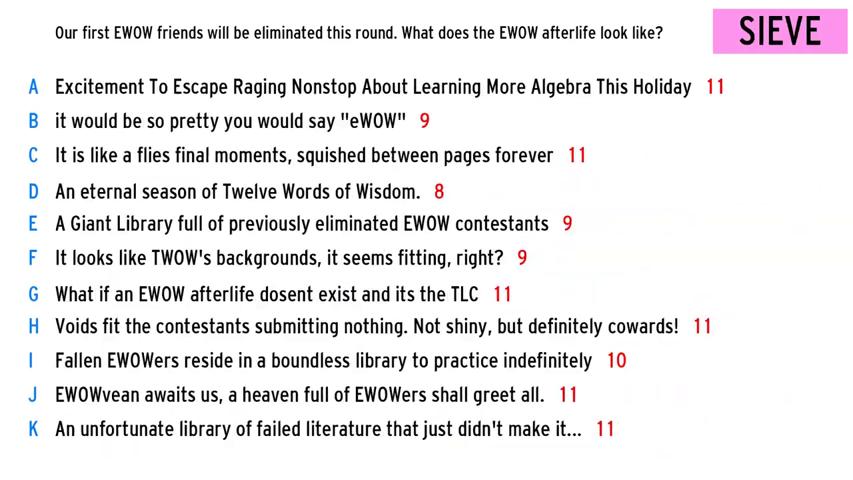 Our first EWOW friends will be eliminated this round. What does the EWOW afterlife look like?
SIEVE
A Excitement To Escape Raging Nonstop About Learning More Algebra This Holiday 11
B it would be so pretty you would say "eWOW" 9
C It is like a flies final moments, squished between pages forever 11
D An eternal season of Twelve Words of Wisdom. 8
E A Giant Library full of previously eliminated EWOW contestants 9
F It looks like TWOW's backgrounds, it seems fitting, right? 9
G What if an EWOW afterlife dosent exist and its the TLC 11
H Voids fit the contestants submitting nothing. Not shiny, but definitely cowards! 11
I Fallen EWOWers reside in a boundless library to practice indefinitely 10
J EWOWvean awaits us, a heaven full of EWOWers shall greet all. 11
K An unfortunate library of failed literature that just didn't make it... 11